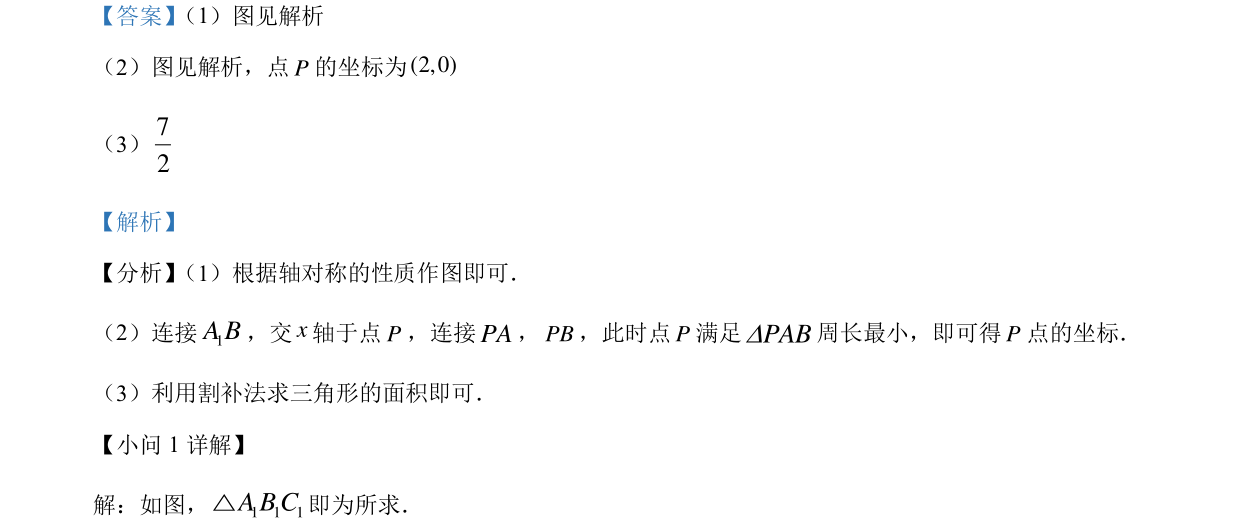 【答案】（1）图见解析
（2）图见解析，点 P 的坐标为(2,0)
（3）7/2
【解析】
【分析】（1）根据轴对称的性质作图即可．
（2）连接 A₁B，交 x 轴于点 P，连接 PA，PB，此时点 P 满足 ΔPAB 周长最小，即可得 P 点的坐标．
（3）利用割补法求三角形的面积即可．
【小问 1 详解】
解：如图，△A₁B₁C₁ 即为所求．